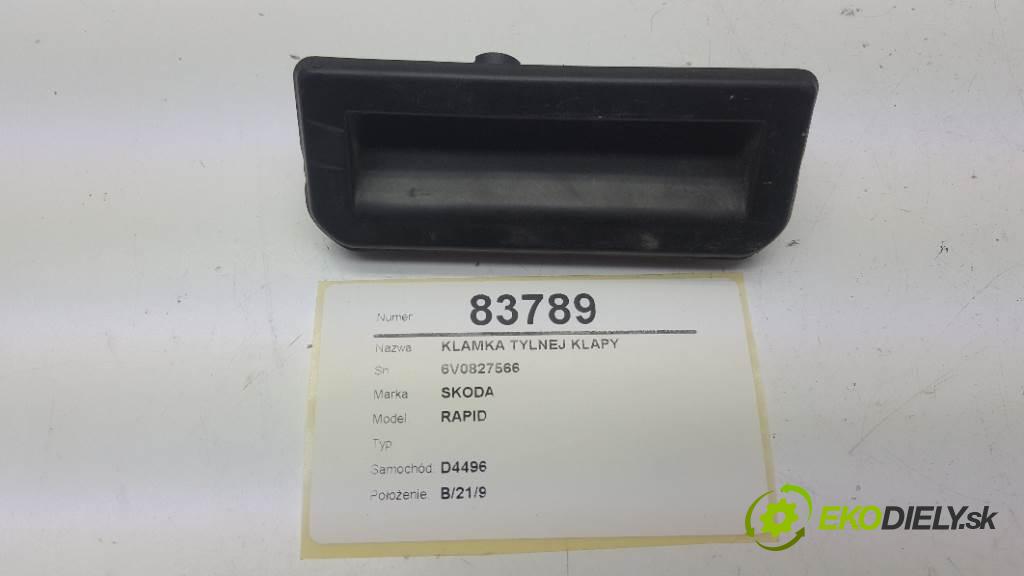 Numer 83789
Nazwa KLAMKA TYLNEJ KLAPY
Sn 6V0827566
Marka SKODA
Model RAPID
Typ
Samochód D4496
Położenie B/21/9
EKODIELY.sk